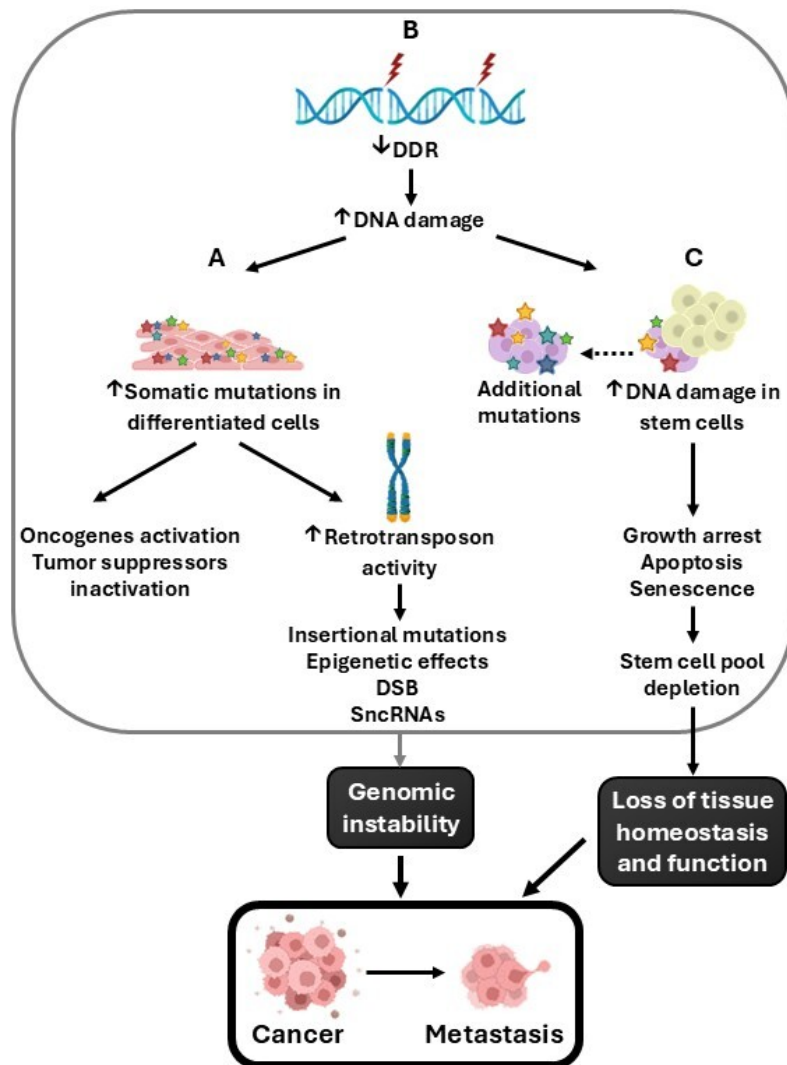 B
↓DDR
↑DNA damage
A
C
↑Somatic mutations in
differentiated cells
Additional
mutations
↑DNA damage in
stem cells
Oncogenes activation
Tumor suppressors
inactivation
↑Retrotransposon
activity
Growth arrest
Apoptosis
Senescence
Insertional mutations
Epigenetic effects
DSB
SncRNAs
Stem cell pool
depletion
Genomic
instability
Loss of tissue
homeostasis
and function
Cancer
Metastasis